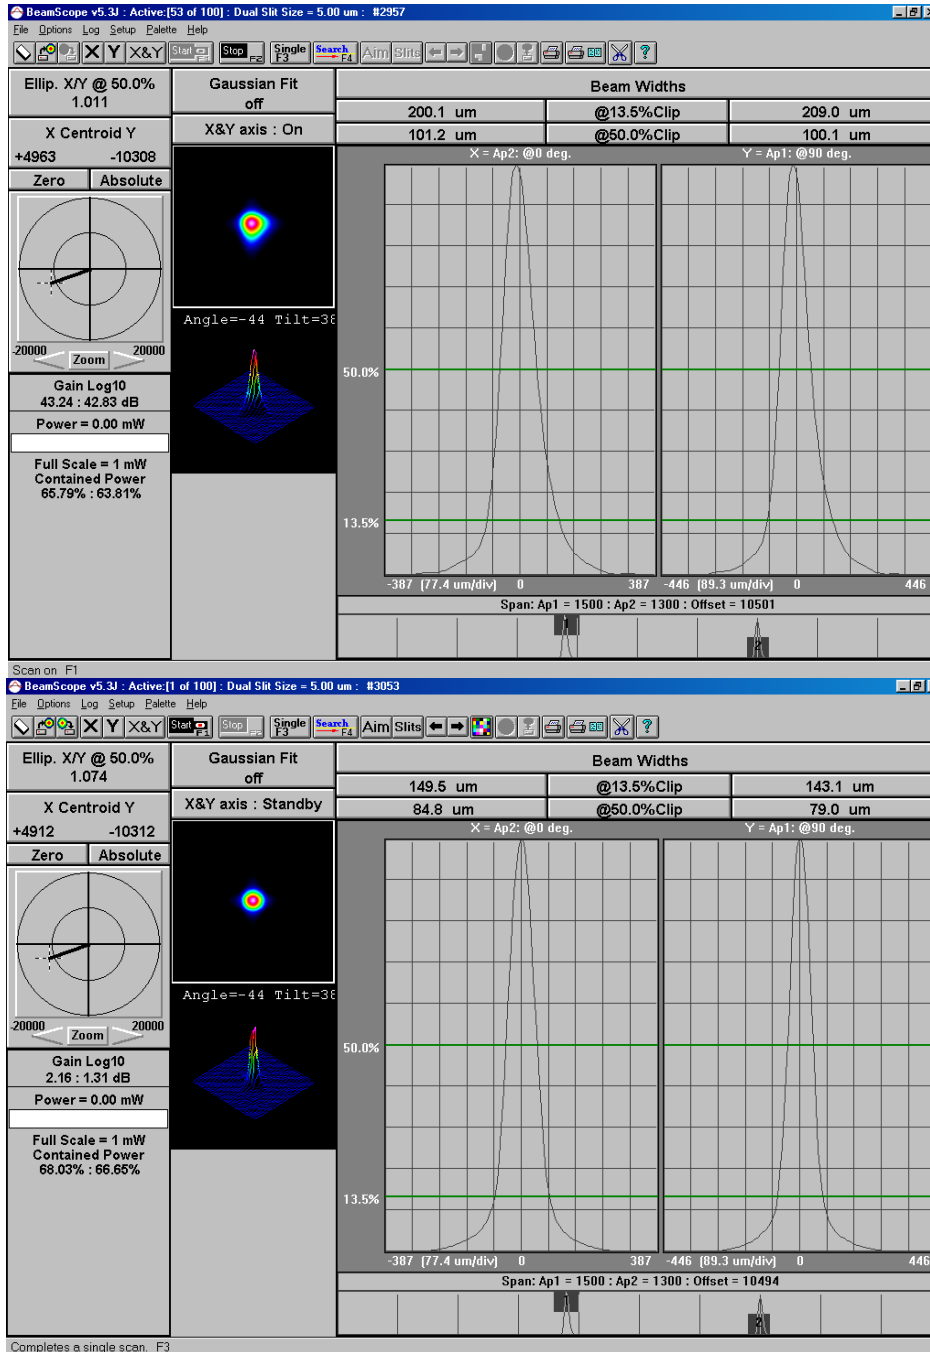 BeamScope v5.3J : Active:[53 of 100] : Dual Slit Size = 5.00 um : #2957
File Options Log Setup Palette Help
X Y X&Y Start F1 Stop F2 Single F3 Search F4 Aim Slits
Ellip. X/Y @ 50.0%
1.011
X Centroid Y
+4963 -10308
Zero Absolute
-20000 20000
Zoom
Gain Log10
43.24 : 42.83 dB
Power = 0.00 mW
Full Scale = 1 mW
Contained Power
65.79% : 63.81%
Gaussian Fit
off
X&Y axis : On
Angle=-44 Tilt=38
Beam Widths
200.1 um @13.5%Clip 209.0 um
101.2 um @50.0%Clip 100.1 um
X = Ap2: @0 deg. Y = Ap1: @90 deg.
50.0%
13.5%
-387 [77.4 um/div] 0 387 -446 [89.3 um/div] 0 446
Span: Ap1 = 1500 : Ap2 = 1300 : Offset = 10501
1
2
Scan on F1
BeamScope v5.3J : Active:[1 of 100] : Dual Slit Size = 5.00 um : #3053
File Options Log Setup Palette Help
X Y X&Y Start F1 Stop F2 Single F3 Search F4 Aim Slits
Ellip. X/Y @ 50.0%
1.074
X Centroid Y
+4912 -10312
Zero Absolute
-20000 20000
Zoom
Gain Log10
2.16 : 1.31 dB
Power = 0.00 mW
Full Scale = 1 mW
Contained Power
68.03% : 66.65%
Gaussian Fit
off
X&Y axis : Standby
Angle=-44 Tilt=38
Beam Widths
149.5 um @13.5%Clip 143.1 um
84.8 um @50.0%Clip 79.0 um
X = Ap2: @0 deg. Y = Ap1: @90 deg.
50.0%
13.5%
-387 [77.4 um/div] 0 387 -446 [89.3 um/div] 0 446
Span: Ap1 = 1500 : Ap2 = 1300 : Offset = 10494
1
2
Completes a single scan. F3